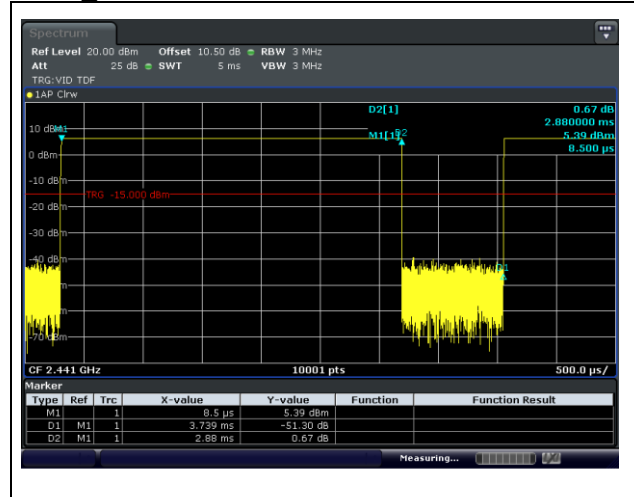 Spectrum
Ref Level 20.00 dBm Offset 10.50 dB RBW 3 MHz
Att 25 dB SWT 5 ms VBW 3 MHz
TRG:VID TDF
1AP Clrw
D2[1] 0.67 dB
2.880000 ms
M1[1] 5.39 dBm
8.500 µs
10 dBm
M1
D2
0 dBm
-10 dBm
TRG -15.000 dBm
-20 dBm
-30 dBm
-40 dBm
D1
-70 dBm
CF 2.441 GHz 10001 pts 500.0 µs/
Marker
Type Ref Trc X-value Y-value Function Function Result
M1 1 8.5 µs 5.39 dBm
D1 M1 1 3.739 ms -51.30 dB
D2 M1 1 2.88 ms 0.67 dB
Measuring...